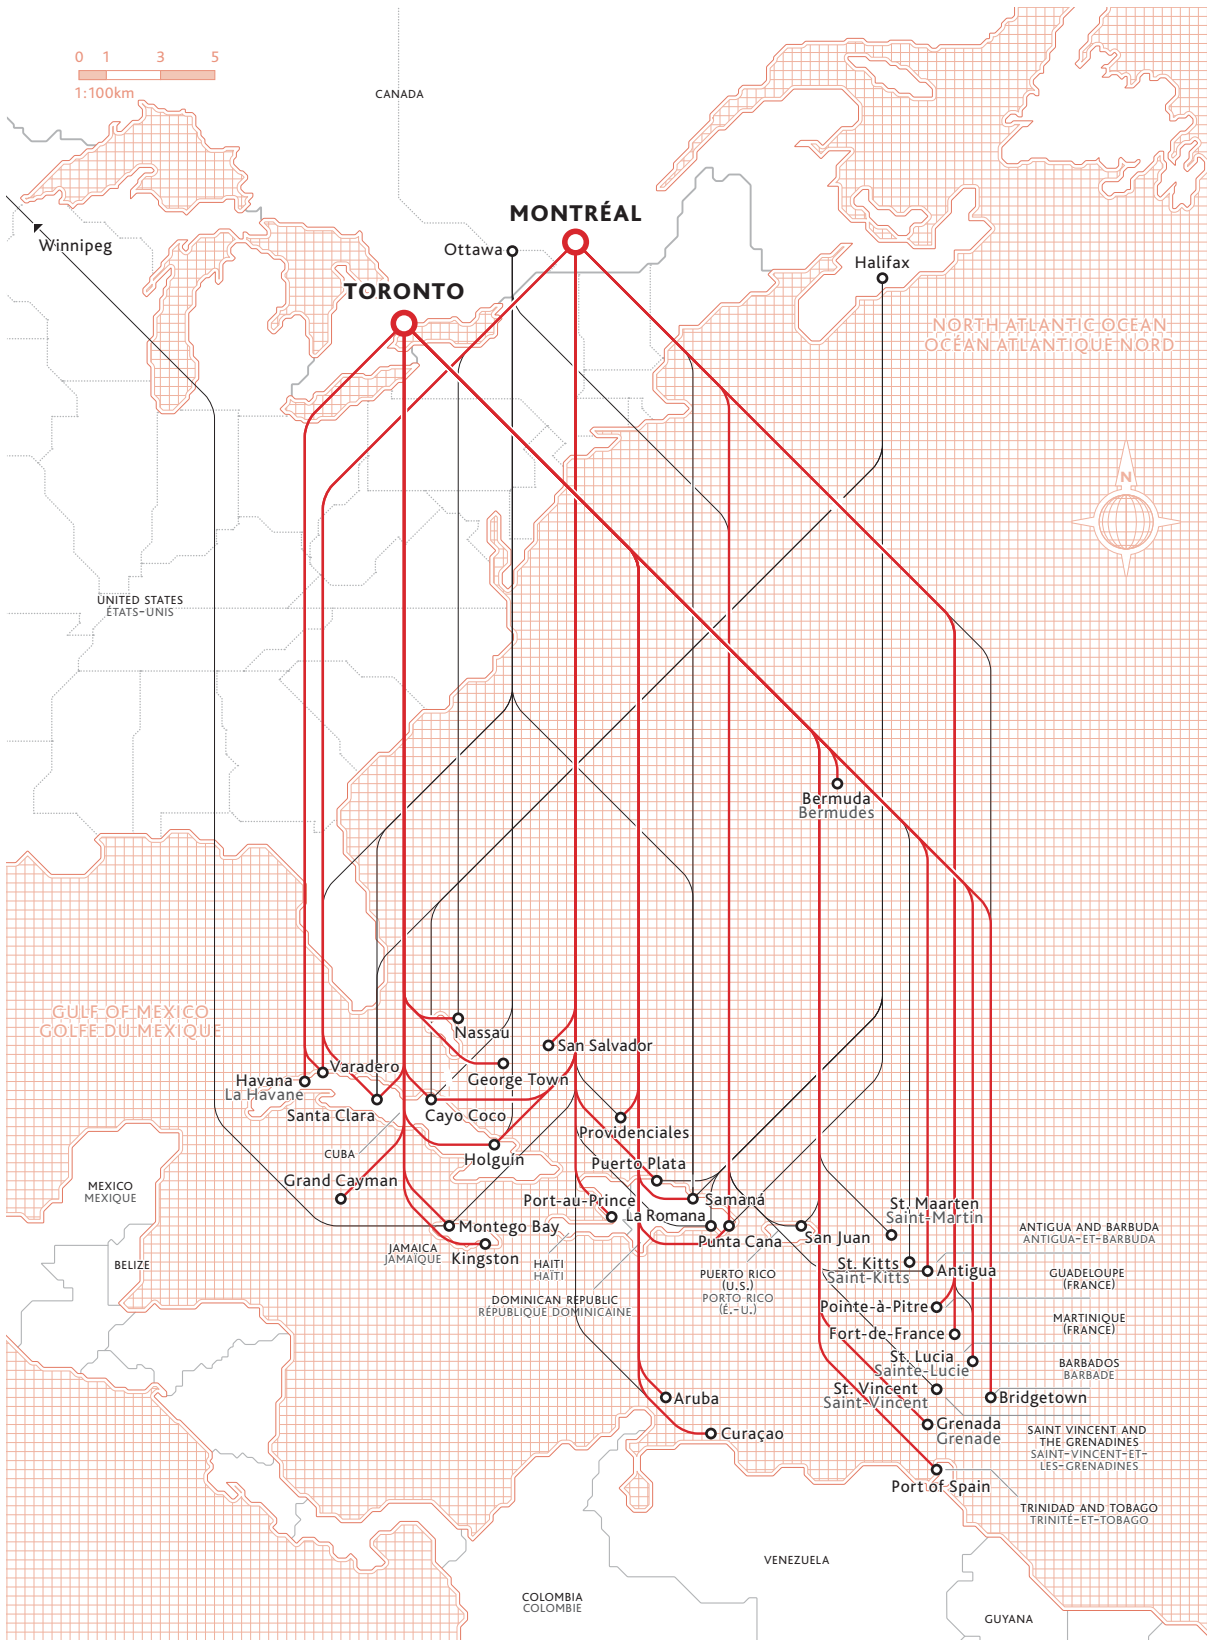 0 1 3 5
1:100km
CANADA
MONTRÉAL
Ottawa
Winnipeg
Halifax
TORONTO
NORTH ATLANTIC OCEAN
OCÉAN ATLANTIQUE NORD
N
UNITED STATES
ÉTATS-UNIS
Bermuda
Bermudes
GULF OF MEXICO
GOLFE DU MEXIQUE
Nassau
San Salvador
Varadero
George Town
Havana
La Havane
Santa Clara
Cayo Coco
Providenciales
CUBA
Holguín
Puerto Plata
Grand Cayman
MEXICO
MEXIQUE
Port-au-Prince
Samaná
La Romana
St. Maarten
Saint-Martin
Montego Bay
Punta Cana
San Juan
ANTIGUA AND BARBUDA
ANTIGUA-ET-BARBUDA
JAMAICA
JAMAÏQUE
Kingston
BELIZE
HAITI
HAÏTI
St. Kitts
Saint-Kitts
Antigua
PUERTO RICO
(U.S.)
PORTO RICO
(É.-U.)
GUADELOUPE
(FRANCE)
DOMINICAN REPUBLIC
RÉPUBLIQUE DOMINICAINE
Pointe-à-Pitre
MARTINIQUE
(FRANCE)
Fort-de-France
St. Lucia
Sainte-Lucie
BARBADOS
BARBADE
St. Vincent
Saint-Vincent
Aruba
Bridgetown
Grenada
Grenade
Curaçao
SAINT VINCENT AND
THE GRENADINES
SAINT-VINCENT-ET-
LES-GRENADINES
Port of Spain
TRINIDAD AND TOBAGO
TRINITÉ-ET-TOBAGO
VENEZUELA
COLOMBIA
COLOMBIE
GUYANA